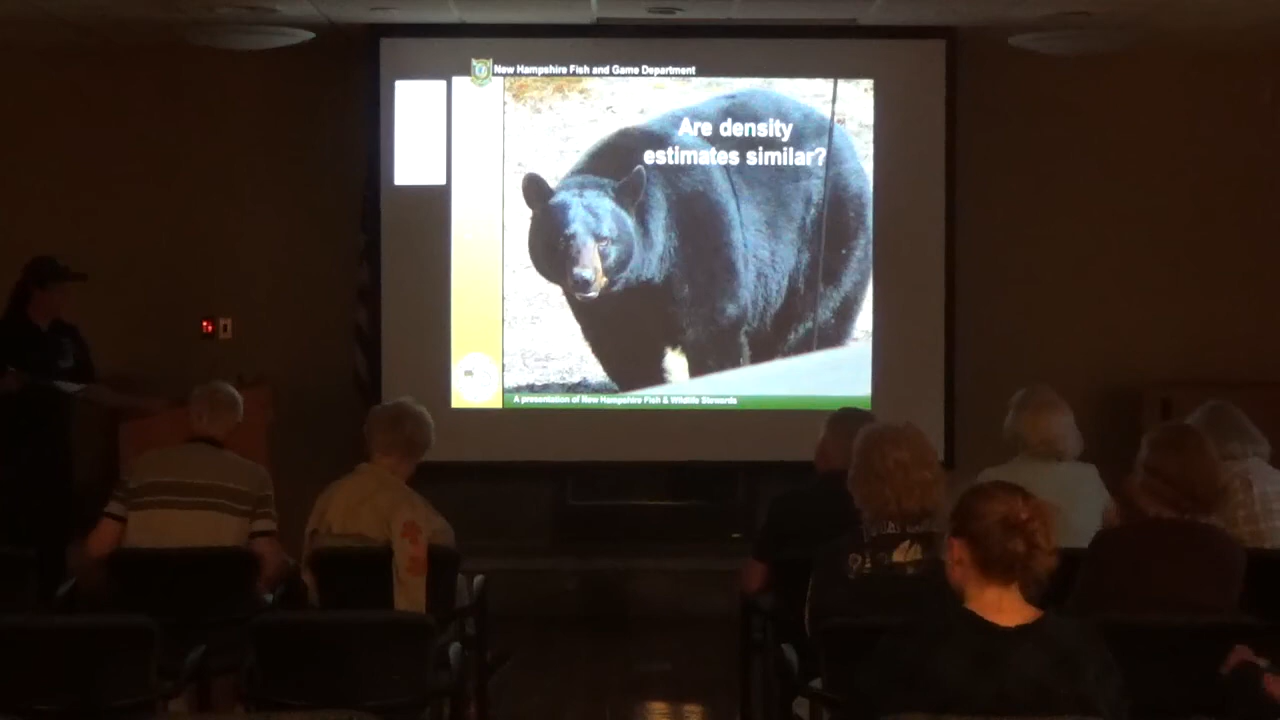 New Hampshire Fish and Game Department
Are density
estimates similar?
A presentation of New Hampshire Fish & Wildlife Stewards